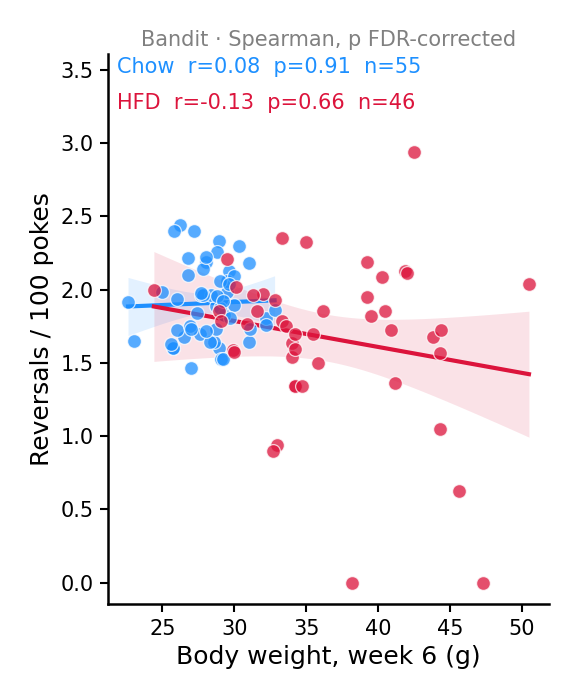 Bandit · Spearman, p FDR-corrected
Chow r=0.08 p=0.91 n=55
HFD r=-0.13 p=0.66 n=46
Reversals / 100 pokes
3.5
3.0
2.5
2.0
1.5
1.0
0.5
0.0
25 30 35 40 45 50
Body weight, week 6 (g)